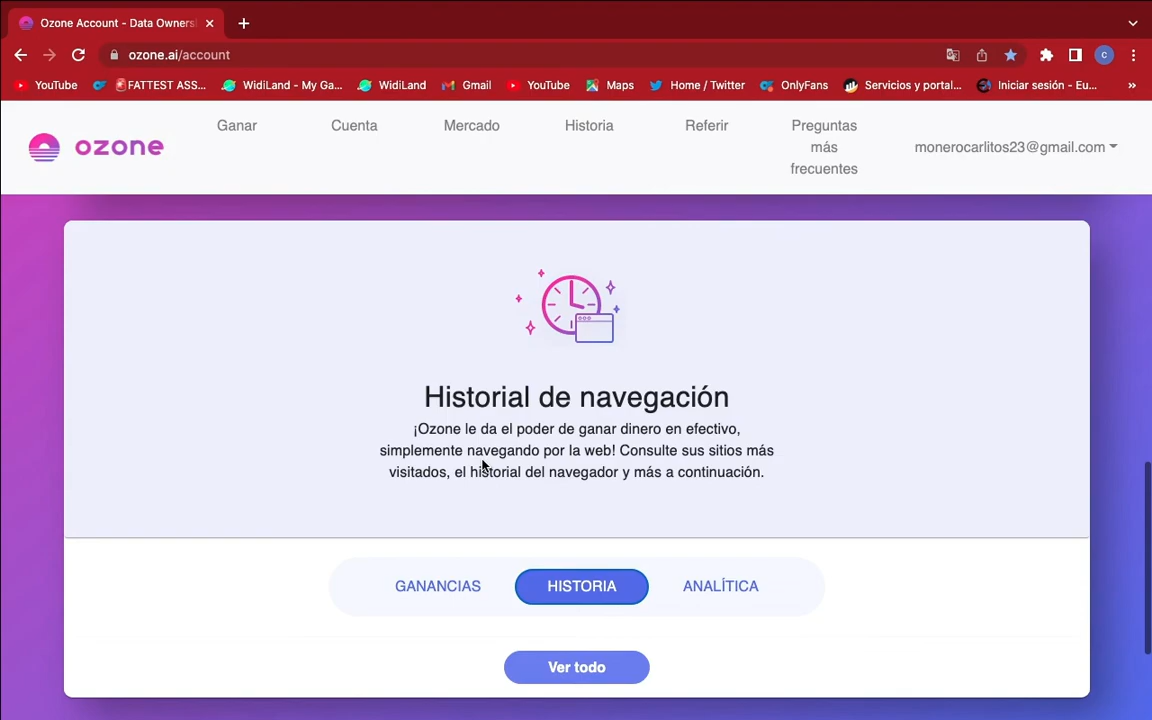 Ozone Account - Data Owners
ozone.ai/account
C
YouTube
FATTEST ASS...
WidiLand - My Ga...
WidiLand
Gmail
YouTube
Maps
Home / Twitter
OnlyFans
Servicios y portal...
Iniciar sesión - Eu...
»
ozone
Ganar
Cuenta
Mercado
Historia
Referir
Preguntas
más
frecuentes
monerocarlitos23@gmail.com
Historial de navegación
¡Ozone le da el poder de ganar dinero en efectivo,
simplemente navegando por la web! Consulte sus sitios más
visitados, el historial del navegador y más a continuación.
GANANCIAS
HISTORIA
ANALÍTICA
Ver todo